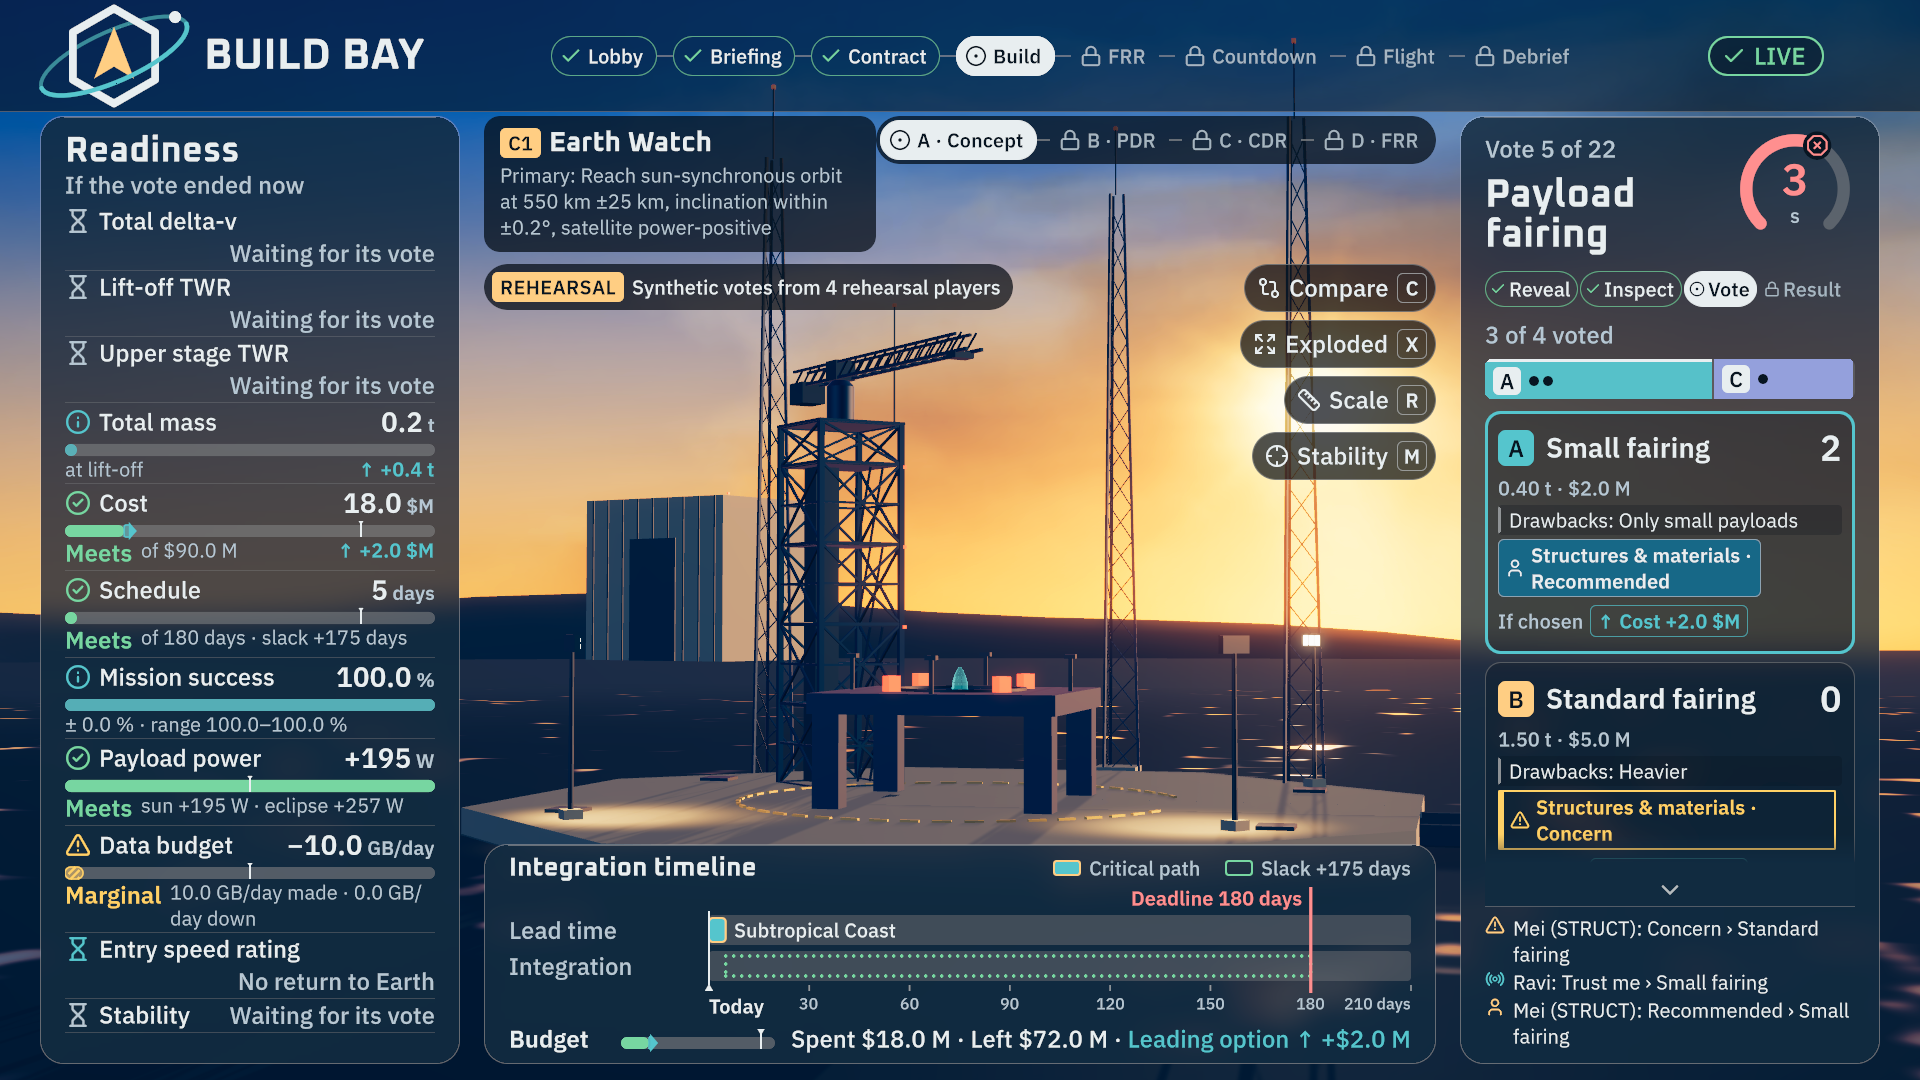 BUILD BAY
Lobby
Briefing
Contract
Build
FRR
Countdown
Flight
Debrief
LIVE
Readiness
If the vote ended now
Total delta-v
Waiting for its vote
Lift-off TWR
Waiting for its vote
Upper stage TWR
Waiting for its vote
Total mass 0.2 t
at lift-off ↑ +0.4 t
Cost 18.0 $M
Meets of $90.0 M ↑ +2.0 $M
Schedule 5 days
Meets of 180 days · slack +175 days
Mission success 100.0 %
± 0.0 % · range 100.0–100.0 %
Payload power +195 W
Meets sun +195 W · eclipse +257 W
Data budget −10.0 GB/day
Marginal 10.0 GB/day made · 0.0 GB/
day down
Entry speed rating
No return to Earth
Stability Waiting for its vote
C1 Earth Watch
Primary: Reach sun-synchronous orbit
at 550 km ±25 km, inclination within
±0.2°, satellite power-positive
A · Concept
B · PDR
C · CDR
D · FRR
REHEARSAL Synthetic votes from 4 rehearsal players
Compare C
Exploded X
Scale R
Stability M
Integration timeline
Critical path
Slack +175 days
Deadline 180 days
Lead time
Subtropical Coast
Integration
Today 30 60 90 120 150 180 210 days
Budget
Spent $18.0 M · Left $72.0 M · Leading option ↑ +$2.0 M
Vote 5 of 22
Payload
fairing
3
s
Reveal
Inspect
Vote
Result
3 of 4 voted
A
C
A Small fairing 2
0.40 t · $2.0 M
Drawbacks: Only small payloads
Structures & materials ·
Recommended
If chosen ↑ Cost +2.0 $M
B Standard fairing 0
1.50 t · $5.0 M
Drawbacks: Heavier
Structures & materials ·
Concern
Mei (STRUCT): Concern › Standard
fairing
Ravi: Trust me › Small fairing
Mei (STRUCT): Recommended › Small
fairing